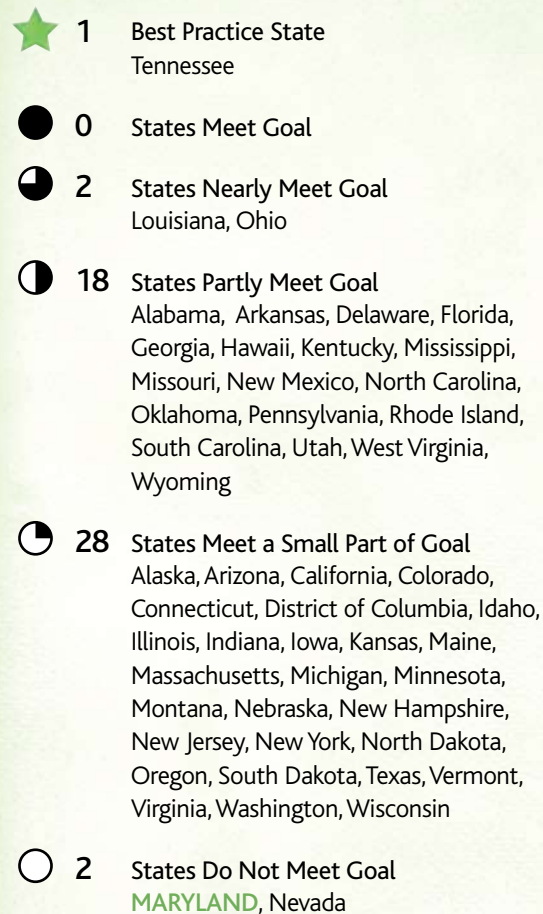 1 Best Practice State
Tennessee
0 States Meet Goal
2 States Nearly Meet Goal
Louisiana, Ohio
18 States Partly Meet Goal
Alabama, Arkansas, Delaware, Florida,
Georgia, Hawaii, Kentucky, Mississippi,
Missouri, New Mexico, North Carolina,
Oklahoma, Pennsylvania, Rhode Island,
South Carolina, Utah, West Virginia,
Wyoming
28 States Meet a Small Part of Goal
Alaska, Arizona, California, Colorado,
Connecticut, District of Columbia, Idaho,
Illinois, Indiana, Iowa, Kansas, Maine,
Massachusetts, Michigan, Minnesota,
Montana, Nebraska, New Hampshire,
New Jersey, New York, North Dakota,
Oregon, South Dakota, Texas, Vermont,
Virginia, Washington, Wisconsin
2 States Do Not Meet Goal
MARYLAND, Nevada